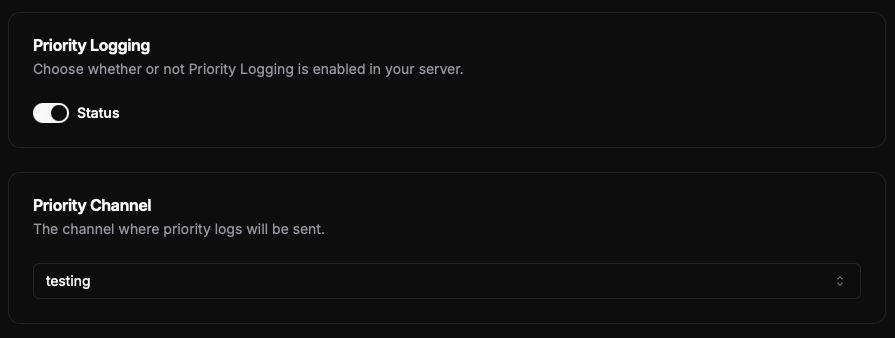 Priority Logging
Choose whether or not Priority Logging is enabled in your server.
Status
Priority Channel
The channel where priority logs will be sent.
testing